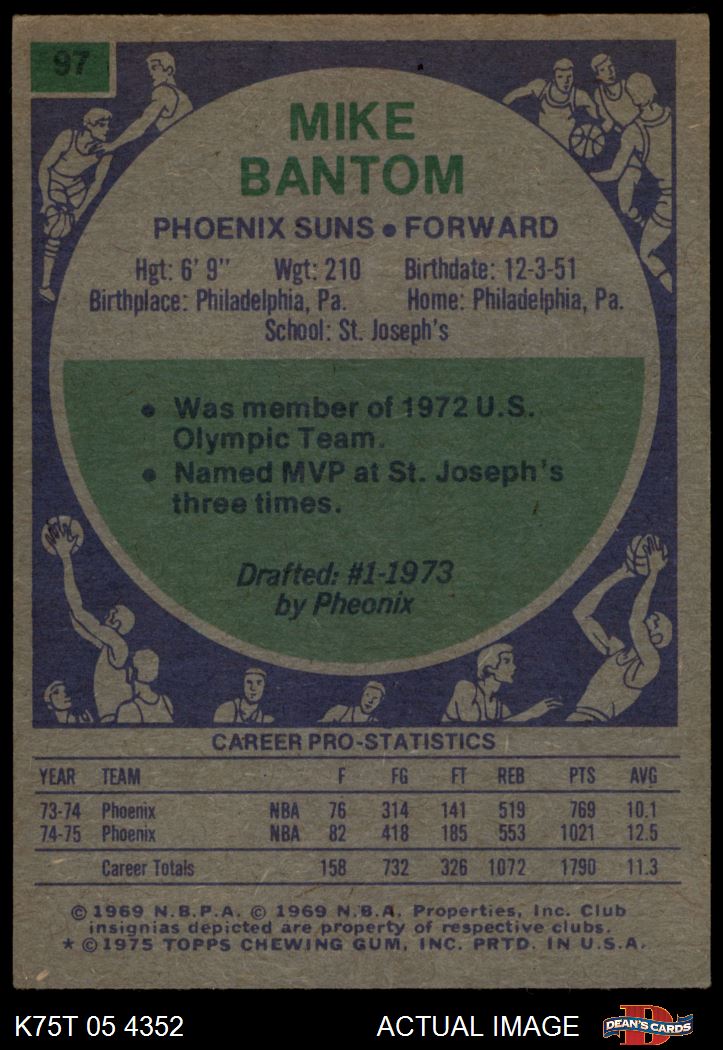 97
MIKE
BANTOM
PHOENIX SUNS • FORWARD
Hgt: 6' 9" Wgt: 210 Birthdate: 12-3-51
Birthplace: Philadelphia, Pa. Home: Philadelphia, Pa.
School: St. Joseph's
• Was member of 1972 U.S.
Olympic Team.
• Named MVP at St. Joseph's
three times.
Drafted: #1-1973
by Pheonix
CAREER PRO-STATISTICS
YEAR TEAM F FG FT REB PTS AVG
73-74 Phoenix NBA 76 314 141 519 769 10.1
74-75 Phoenix NBA 82 418 185 553 1021 12.5
Career Totals 158 732 326 1072 1790 11.3
© 1969 N.B.P.A. © 1969 N.B.A. Properties, Inc. Club
insignias depicted are property of respective clubs.
* © 1975 TOPPS CHEWING GUM, INC. PRTD. IN U.S.A.
K75T 05 4352 ACTUAL IMAGE D DEAN'S CARDS